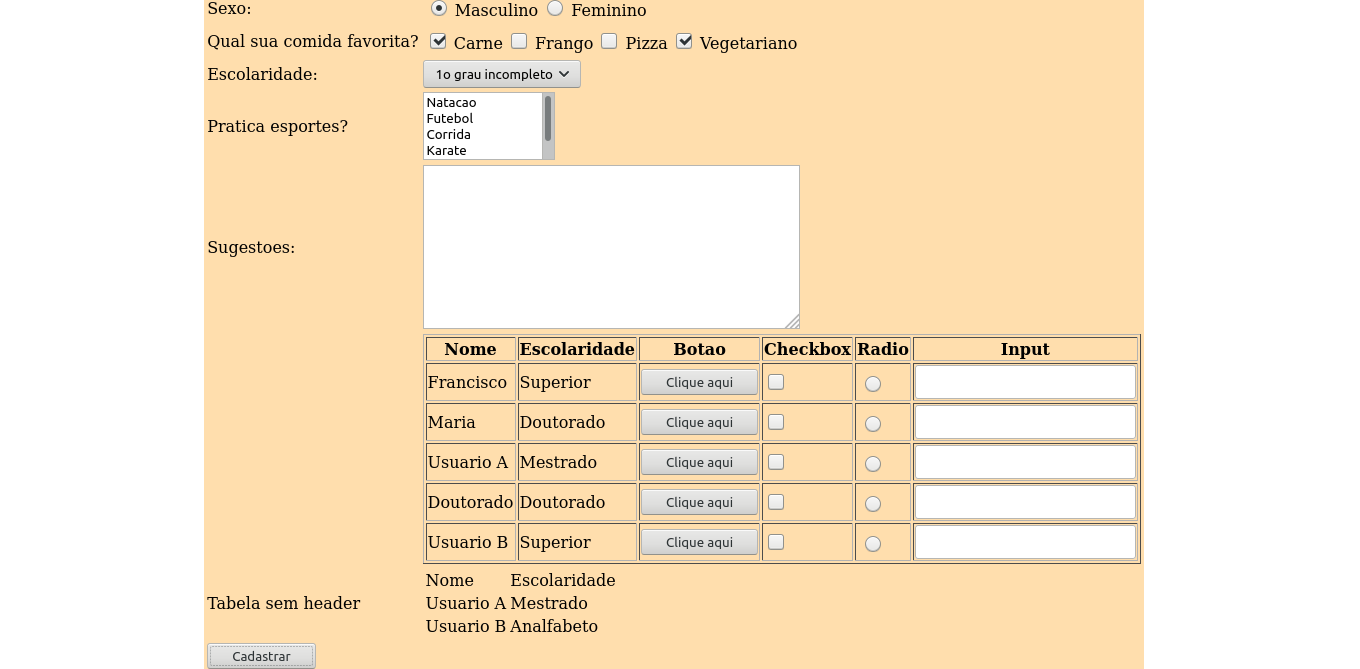 Sexo: Masculino Feminino
Qual sua comida favorita? Carne Frango Pizza Vegetariano
Escolaridade: 1o grau incompleto
Pratica esportes?
Natacao
Futebol
Corrida
Karate
Sugestoes:
Nome Escolaridade Botao Checkbox Radio Input
Francisco Superior Clique aqui
Maria Doutorado Clique aqui
Usuario A Mestrado Clique aqui
Doutorado Doutorado Clique aqui
Usuario B Superior Clique aqui
Tabela sem header
Nome Escolaridade
Usuario A Mestrado
Usuario B Analfabeto
Cadastrar